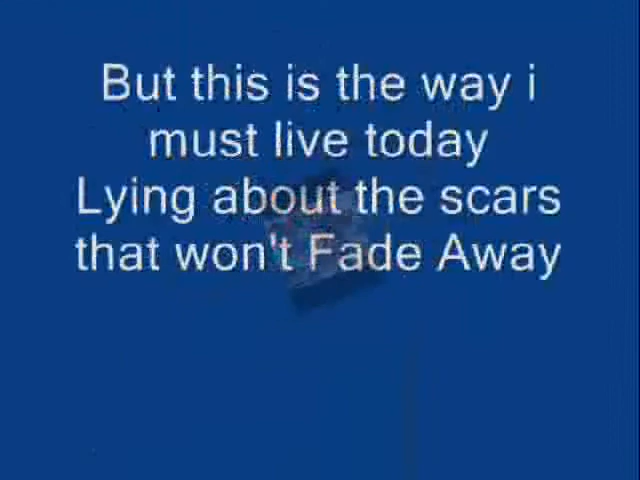 But this is the way i
must live today
Lying about the scars
that won't Fade Away